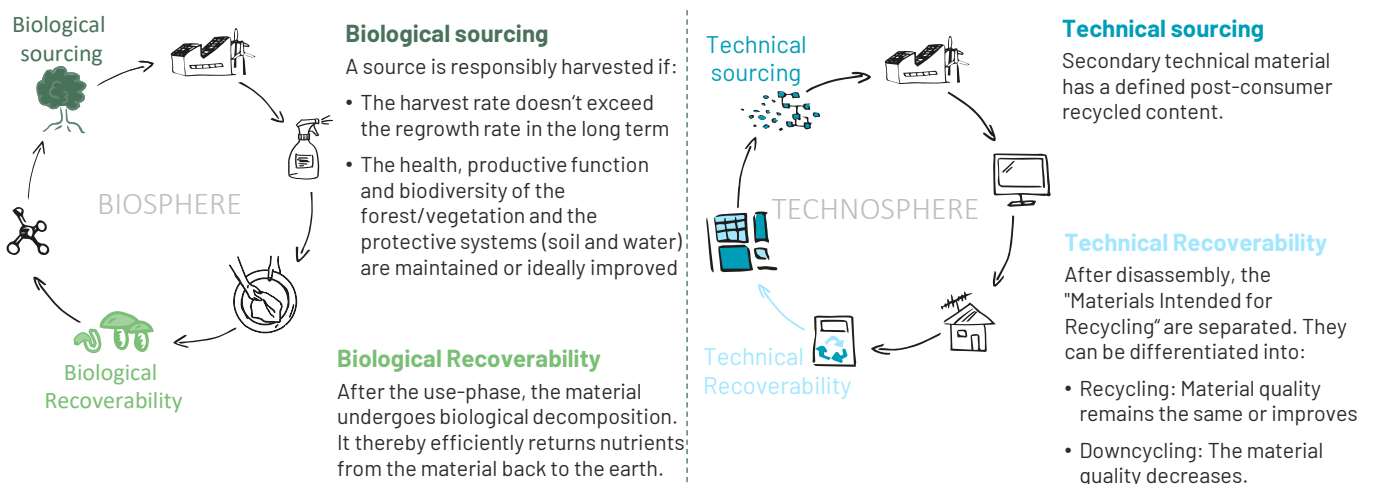 Biological
sourcing
BIOSPHERE
Biological
Recoverability
Biological sourcing
A source is responsibly harvested if:
• The harvest rate doesn't exceed
the regrowth rate in the long term
• The health, productive function
and biodiversity of the
forest/vegetation and the
protective systems (soil and water)
are maintained or ideally improved
Biological Recoverability
After the use-phase, the material
undergoes biological decomposition.
It thereby efficiently returns nutrients
from the material back to the earth.
Technical
sourcing
TECHNOSPHERE
Technical
Recoverability
Technical sourcing
Secondary technical material
has a defined post-consumer
recycled content.
Technical Recoverability
After disassembly, the
"Materials Intended for
Recycling“ are separated. They
can be differentiated into:
• Recycling: Material quality
remains the same or improves
• Downcycling: The material
quality decreases.